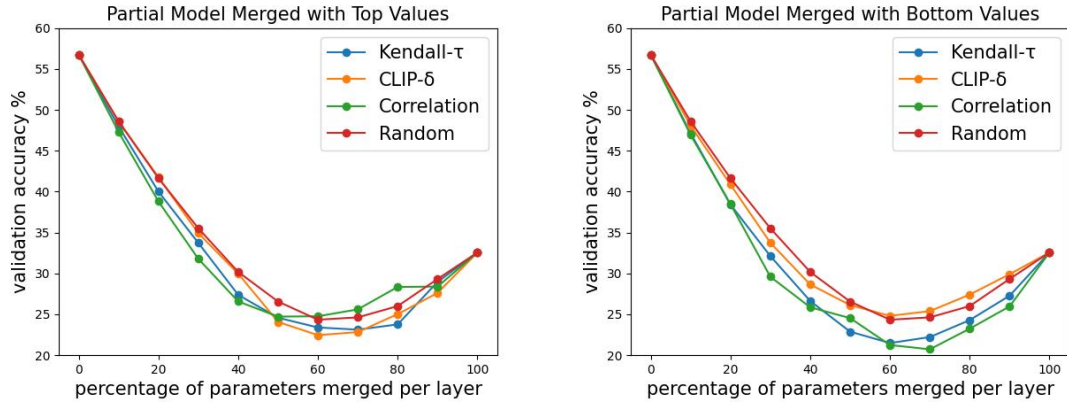 Partial Model Merged with Top Values
60
55
50
45
40
35
30
25
20
validation accuracy %
Kendall-τ
CLIP-δ
Correlation
Random
0 20 40 60 80 100
percentage of parameters merged per layer
Partial Model Merged with Bottom Values
60
55
50
45
40
35
30
25
20
validation accuracy %
Kendall-τ
CLIP-δ
Correlation
Random
0 20 40 60 80 100
percentage of parameters merged per layer